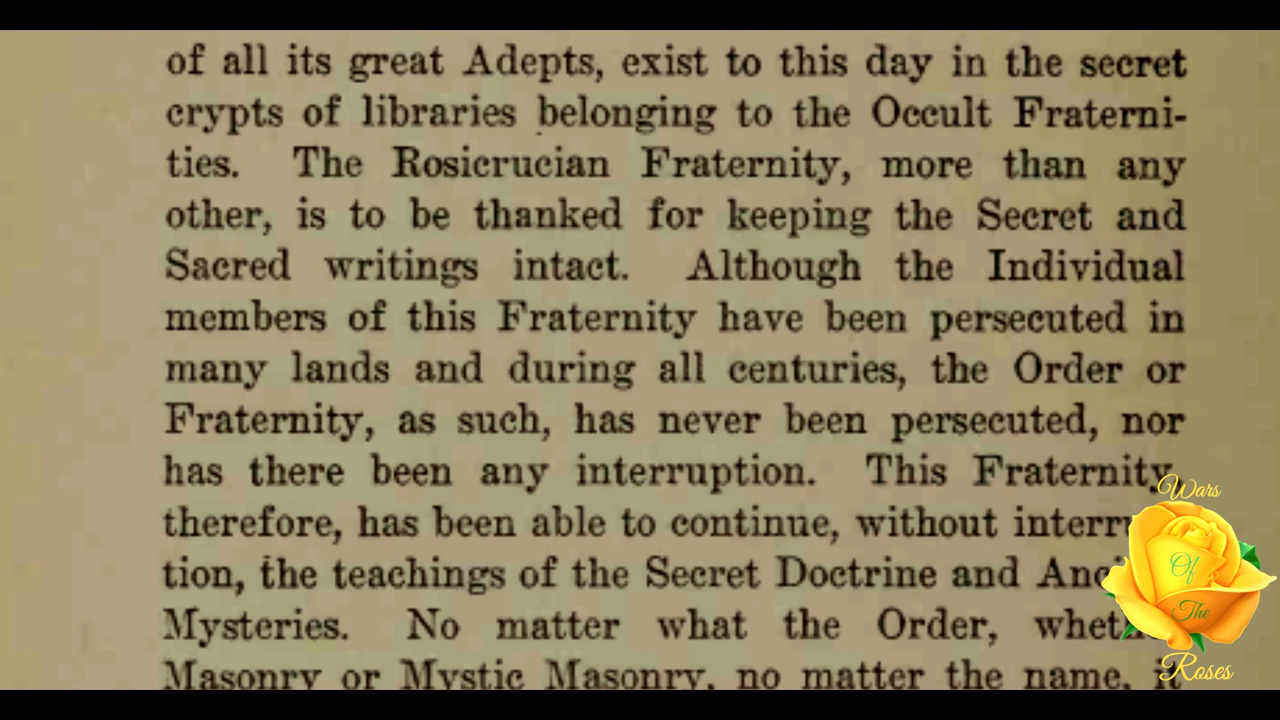 of all its great Adepts, exist to this day in the secret
crypts of libraries belonging to the Occult Fraterni-
ties. The Rosicrucian Fraternity, more than any
other, is to be thanked for keeping the Secret and
Sacred writings intact. Although the Individual
members of this Fraternity have been persecuted in
many lands and during all centuries, the Order or
Fraternity, as such, has never been persecuted, nor
has there been any interruption. This Fraternity,
therefore, has been able to continue, without
tion, the teachings of the Secret Doctrine and
Mysteries. No matter what the Order,
Masonry or Mystic Masonry, no matter the name, it
Wars
Of
The
Roses